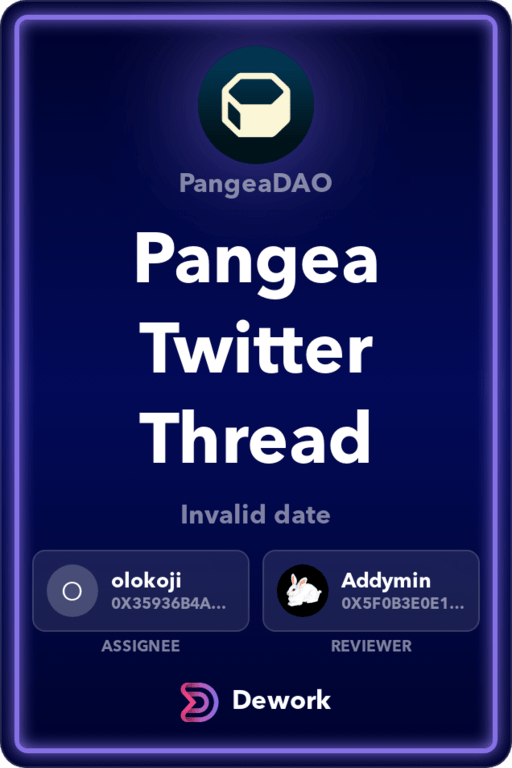 PangeaDAO
Pangea
Twitter
Thread
Invalid date
O
olokoji
0X35936B4A...
Addymin
0X5F0B3E0E1...
ASSIGNEE
REVIEWER
Dework